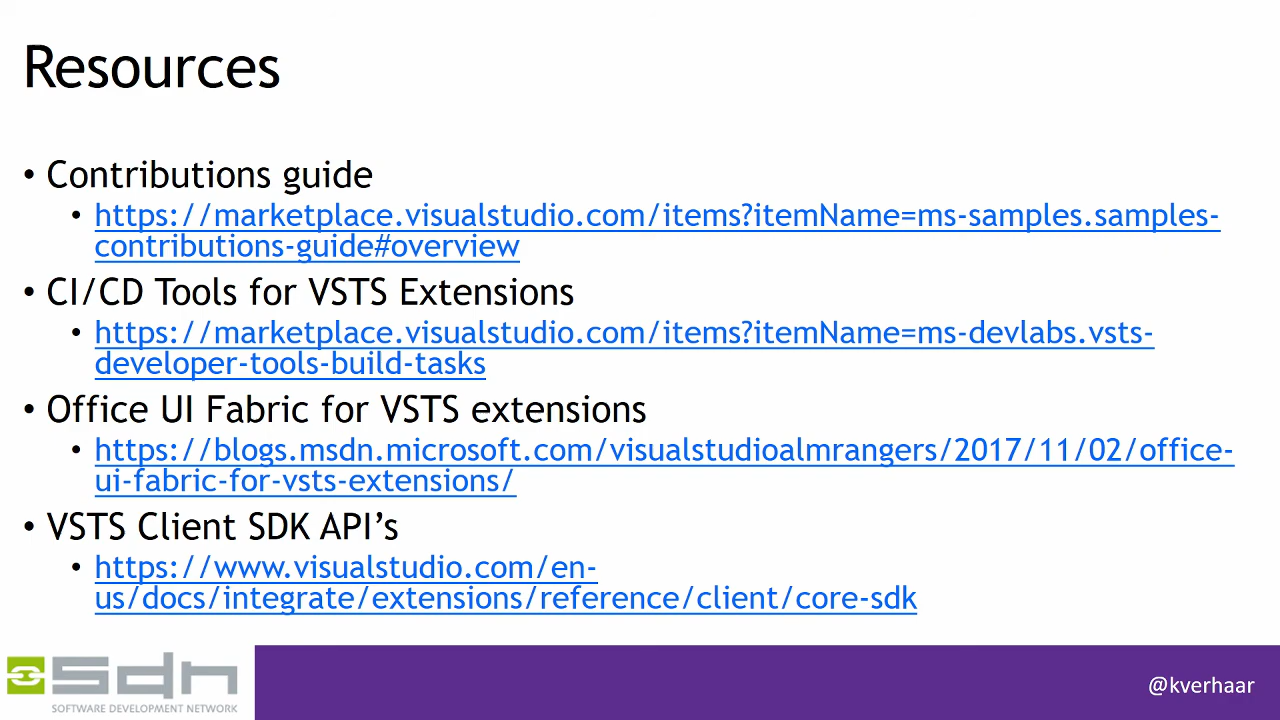 Resources
• Contributions guide
• https://marketplace.visualstudio.com/items?itemName=ms-samples.samples-
contributions-guide#overview
• CI/CD Tools for VSTS Extensions
• https://marketplace.visualstudio.com/items?itemName=ms-devlabs.vsts-
developer-tools-build-tasks
• Office UI Fabric for VSTS extensions
• https://blogs.msdn.microsoft.com/visualstudioalmrangers/2017/11/02/office-
ui-fabric-for-vsts-extensions/
• VSTS Client SDK API’s
• https://www.visualstudio.com/en-
us/docs/integrate/extensions/reference/client/core-sdk
sdn
SOFTWARE DEVELOPMENT NETWORK
@kverhaar